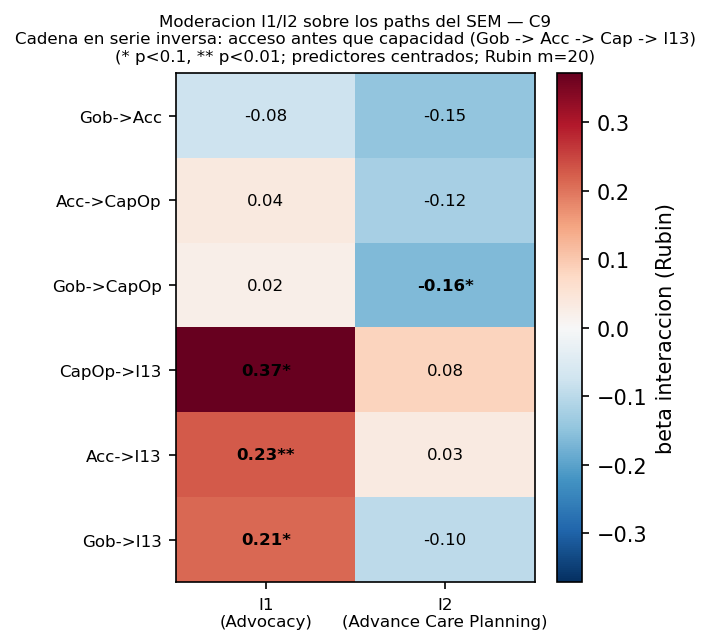 Moderacion I1/I2 sobre los paths del SEM — C9
Cadena en serie inversa: acceso antes que capacidad (Gob -> Acc -> Cap -> I13)
(* p<0.1, ** p<0.01; predictores centrados; Rubin m=20)
Gob->Acc
-0.08
-0.15
Acc->CapOp
0.04
-0.12
Gob->CapOp
0.02
-0.16*
CapOp->I13
0.37*
0.08
Acc->I13
0.23**
0.03
Gob->I13
0.21*
-0.10
I1
(Advocacy)
I2
(Advance Care Planning)
0.3
0.2
0.1
0.0
−0.1
−0.2
−0.3
beta interaccion (Rubin)